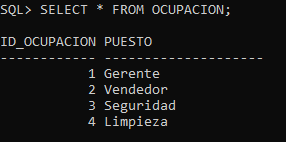 SQL> SELECT * FROM OCUPACION;
ID_OCUPACION PUESTO
------------ --------------------
           1 Gerente
           2 Vendedor
           3 Seguridad
           4 Limpieza